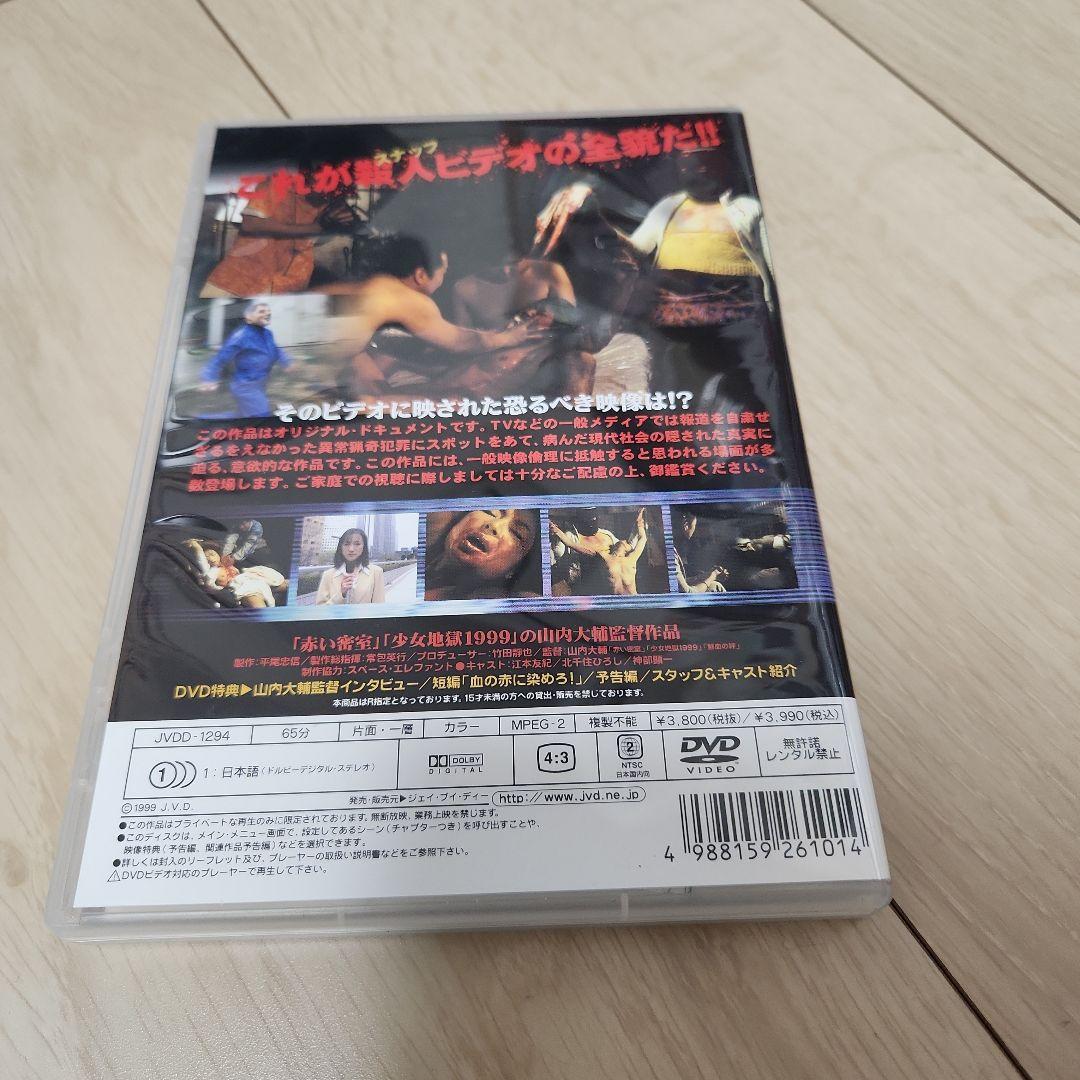 スナッフ
これが殺人ビデオの全貌だ!!
そのビデオに映された恐るべき映像は!?
この作品はオリジナル・ドキュメントです。TVなどの一般メディアでは報道を自粛せ
ざるをえなかった異常猟奇犯罪にスポットをあて、病んだ現代社会の隠された真実に
迫る、意欲的な作品です。この作品には、一般映像倫理に抵触すると思われる場面が多
数登場します。ご家庭での視聴に際しましては十分なご配慮の上、御鑑賞ください。
「赤い密室」「少女地獄1999」の山内大輔監督作品
製作:平尾忠信/製作総指揮:常包英行/プロデューサー:竹田静也/監督:山内大輔「赤い密室」「少女地獄1999」「鮮血の絆」
制作協力:スペース・エレファント●キャスト:江本友紀/北千住ひろし/神部顕一
DVD特典▶山内大輔監督インタビュー/短編「血の赤に染めろ!」/予告編/スタッフ&キャスト紹介
本商品はR指定となっております。15才未満の方への貸出・販売を禁じております。
JVDD-1294 65分 片面・一層 カラー MPEG-2 複製不能 ¥3,800(税抜)/¥3,990(税込)
1 1:日本語(ドルビーデジタル・ステレオ) DOLBY DIGITAL 4:3 2 NTSC 日本国内向 DVD VIDEO 無許諾 レンタル禁止
©1999 J.V.D. 発売・販売元▶ジェイ・ブイ・ディー http://www.jvd.ne.jp
●この作品はプライベートな再生のみに限定されております。無断放映、業務上映を禁じます。
●このディスクは、メイン・メニュー画面で、設定してあるシーン(チャプターつき)を呼び出すことや、
映像特典(予告編、関連作品予告編)などを選択できます。
●詳しくは封入のリーフレット及び、プレーヤーの取扱い説明書などをご参照下さい。
⚠DVDビデオ対応のプレーヤーで再生して下さい。
4 988159 261014